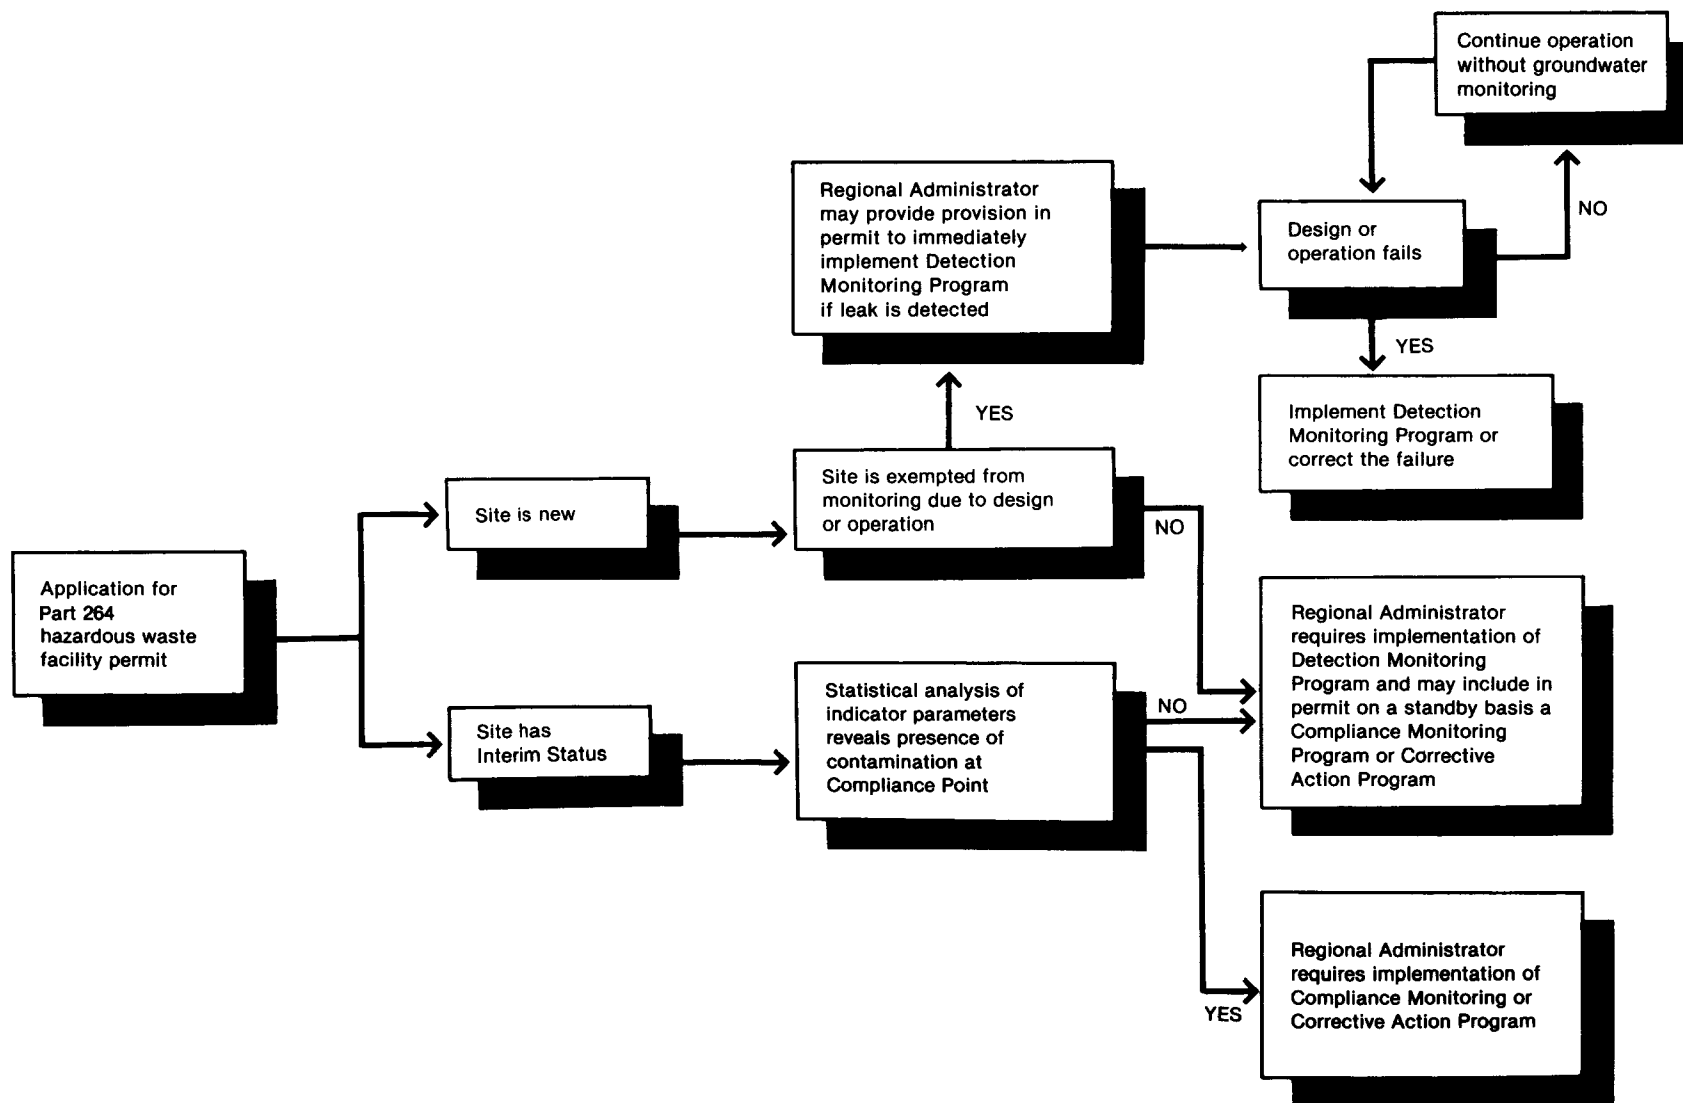 Continue operation
without groundwater
monitoring
Regional Administrator
may provide provision in
permit to immediately
implement Detection
Monitoring Program
if leak is detected
Design or
operation fails
NO
YES
Implement Detection
Monitoring Program or
correct the failure
YES
Site is new
Site is exempted from
monitoring due to design
or operation
NO
Application for
Part 264
hazardous waste
facility permit
Regional Administrator
requires implementation of
Detection Monitoring
Program and may include in
permit on a standby basis a
Compliance Monitoring
Program or Corrective
Action Program
Site has
Interim Status
Statistical analysis of
indicator parameters
reveals presence of
contamination at
Compliance Point
NO
YES
Regional Administrator
requires implementation of
Compliance Monitoring or
Corrective Action Program